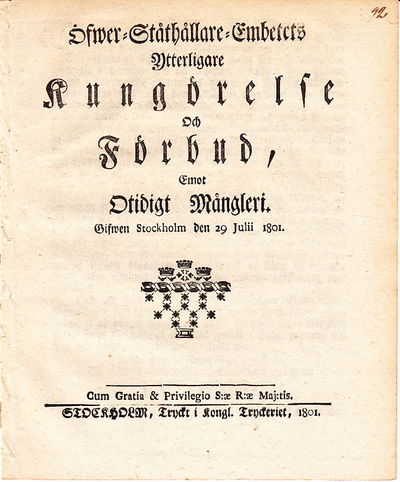 92
Öfwer-Ståthållare-Embetets
Ytterligare
Kungörelse
Och
Förbud,
Emot
Otidigt Mångleri.
Gifwen Stockholm den 29 Julii 1801.
Cum Gratia & Privilegio S:æ R:æ Maj:tis.
STOCKHOLM, Tryckt i Kongl. Tryckeriet, 1801.